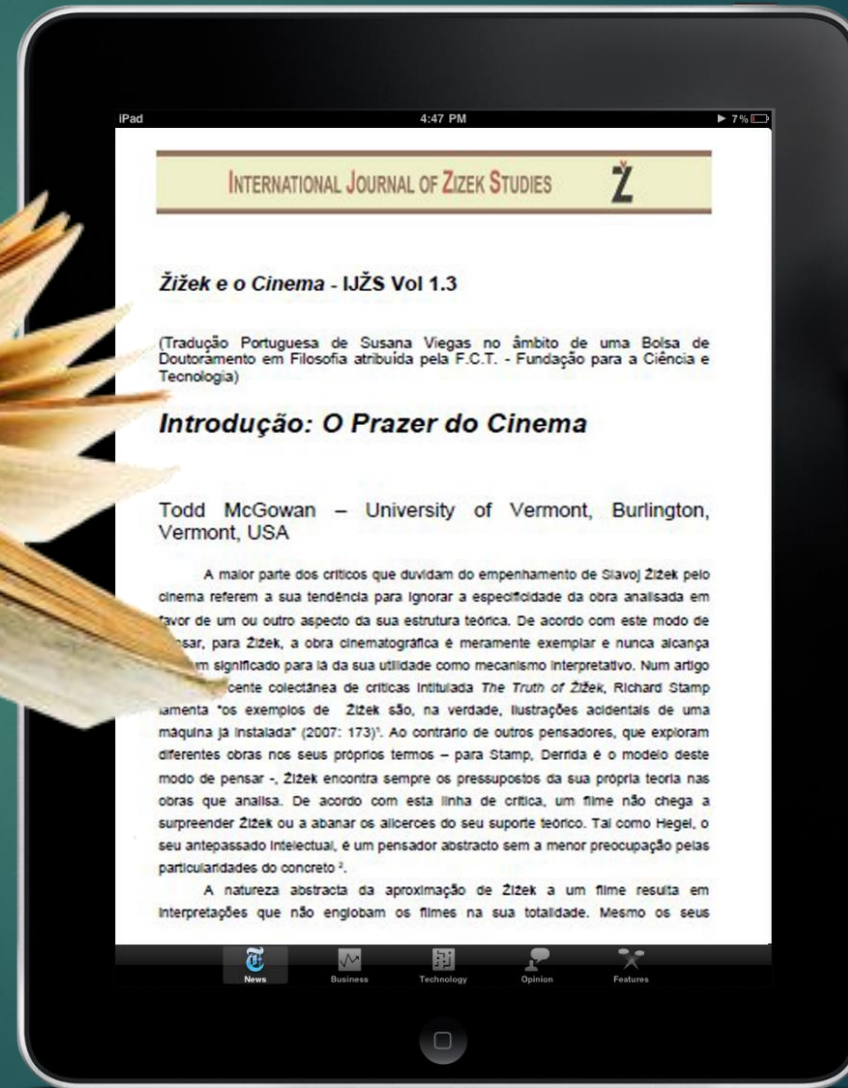 iPad 4:47 PM 7%
INTERNATIONAL JOURNAL OF ZIZEK STUDIES Ž
Žižek e o Cinema - IJŽS Vol 1.3
(Tradução Portuguesa de Susana Viegas no âmbito de uma Bolsa de
Doutoramento em Filosofia atribuída pela F.C.T. - Fundação para a Ciência e
Tecnologia)
Introdução: O Prazer do Cinema
Todd McGowan – University of Vermont, Burlington,
Vermont, USA
A maior parte dos críticos que duvidam do empenhamento de Slavoj Žižek pelo
cinema referem a sua tendência para ignorar a especificidade da obra analisada em
favor de um ou outro aspecto da sua estrutura teórica. De acordo com este modo de
para Žižek, a obra cinematográfica é meramente exemplar e nunca alcança
significado para lá da sua utilidade como mecanismo interpretativo. Num artigo
colectânea de críticas intitulada The Truth of Žižek, Richard Stamp
lamenta "os exemplos de Žižek são, na verdade, ilustrações acidentais de uma
máquina já instalada" (2007: 173)¹. Ao contrário de outros pensadores, que exploram
diferentes obras nos seus próprios termos – para Stamp, Derrida é o modelo deste
modo de pensar -, Žižek encontra sempre os pressupostos da sua própria teoria nas
obras que analisa. De acordo com esta linha de crítica, um filme não chega a
surpreender Žižek ou a abanar os alicerces do seu suporte teórico. Tal como Hegel, o
seu antepassado intelectual, é um pensador abstracto sem a menor preocupação pelas
particularidades do concreto ².
A natureza abstracta da aproximação de Žižek a um filme resulta em
interpretações que não englobam os filmes na sua totalidade. Mesmo os seus
News Business Technology Opinion Features